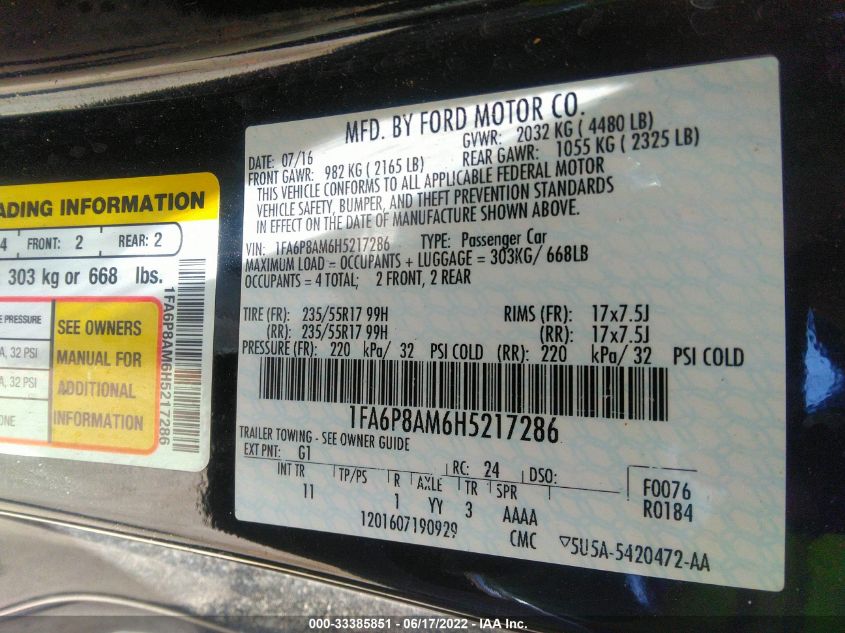 ADING INFORMATION
4 FRONT: 2 REAR: 2
: 303 kg or 668 lbs.
PRESSURE
A, 32 PSI
A, 32 PSI
ONE
SEE OWNERS
MANUAL FOR
ADDITIONAL
INFORMATION
1FA6P8AM6H5217286
MFD. BY FORD MOTOR CO.
DATE: 07/16 GVWR: 2032 KG ( 4480 LB)
FRONT GAWR: 982 KG ( 2165 LB) REAR GAWR: 1055 KG ( 2325 LB)
THIS VEHICLE CONFORMS TO ALL APPLICABLE FEDERAL MOTOR
VEHICLE SAFETY, BUMPER, AND THEFT PREVENTION STANDARDS
IN EFFECT ON THE DATE OF MANUFACTURE SHOWN ABOVE.
VIN: 1FA6P8AM6H5217286 TYPE: Passenger Car
MAXIMUM LOAD = OCCUPANTS + LUGGAGE = 303KG/ 668LB
OCCUPANTS = 4 TOTAL; 2 FRONT, 2 REAR
TIRE (FR): 235/55R17 99H RIMS (FR): 17x7.5J
(RR): 235/55R17 99H (RR): 17x7.5J
PRESSURE (FR): 220 kPa/ 32 PSI COLD (RR): 220 kPa/ 32 PSI COLD
1FA6P8AM6H5217286
TRAILER TOWING - SEE OWNER GUIDE
EXT PNT: G1 RC: 24 DSO:
INT TR TP/PS R AXLE TR SPR
11 1 YY 3 AAAA
F0076
R0184
1201607190929 CMC ▽5U5A-5420472-AA
000-33385851 - 06/17/2022 - IAA Inc.